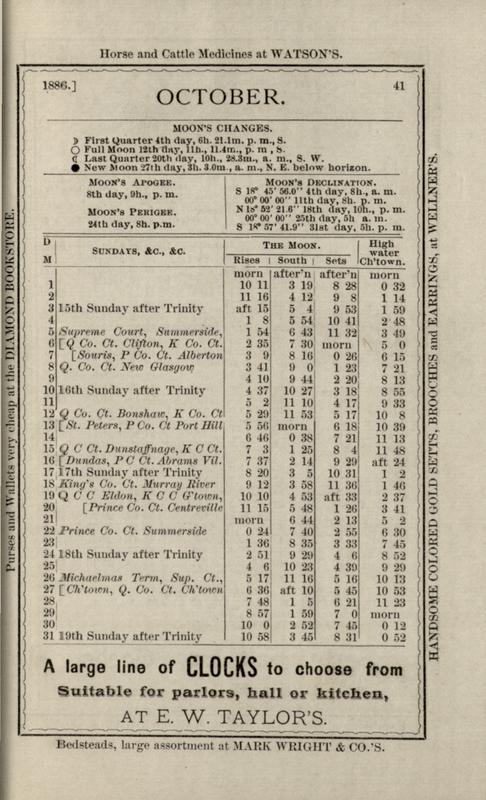 Horse and Cattle Medicines at WATSON'S.
1886.] 41
OCTOBER.
MOON'S CHANGES.
☽ First Quarter 4th day, 6h. 21.1m. p. m., S.
○ Full Moon 12th day, 11h., 11.4m., p. m , S.
☾ Last Quarter 20th day, 10h., 28.3m., a. m., S. W.
● New Moon 27th day, 3h. 3.0m , a. m., N. E. below horizon.
MOON'S APOGEE.
8th day, 9h., p. m.
MOON'S PERIGEE.
24th day, 8h. p.m.
MOON'S DECLINATION.
S 18° 45' 56.0" 4th day, 8h., a. m.
00° 00' 00" 11th day, 8h. p. m.
N 18° 52' 21.6" 18th day, 10h., p. m.
00° 00' 00" 25th day, 5h a. m.
S 18° 57' 41.9" 31st day, 5h. p. m.
D M SUNDAYS, &C., &C. THE MOON. High water Ch'town.
Rises South Sets
morn after'n after'n morn
1 10 11 3 19 8 28 0 32
2 11 16 4 12 9 8 1 14
3 15th Sunday after Trinity aft 15 5 4 9 53 1 59
4 1 8 5 54 10 41 2 48
5 Supreme Court, Summerside, 1 54 6 43 11 32 3 49
6 [Q Co. Ct. Clifton, K Co. Ct. 2 35 7 30 morn 5 0
7 [Souris, P Co. Ct. Alberton 3 9 8 16 0 26 6 15
8 Q. Co. Ct. New Glasgow 3 41 9 0 1 23 7 21
9 4 10 9 44 2 20 8 13
10 16th Sunday after Trinity 4 37 10 27 3 18 8 55
11 5 2 11 10 4 17 9 33
12 Q Co. Ct. Bonshaw, K Co. Ct 5 29 11 53 5 17 10 8
13 [St. Peters, P Co. Ct Port Hill 5 56 morn 6 18 10 39
14 6 46 0 38 7 21 11 13
15 Q C Ct. Dunstaffnage, K C Ct. 7 3 1 25 8 4 11 48
16 [Dundas, P C Ct. Abrams Vil. 7 37 2 14 9 29 aft 24
17 17th Sunday after Trinity 8 20 3 5 10 31 1 2
18 King's Co. Ct. Murray River 9 12 3 58 11 36 1 46
19 Q C C Eldon, K C C G'town, 10 10 4 53 aft 33 2 37
20 [Prince Co. Ct. Centreville 11 15 5 48 1 26 3 41
21 morn 6 44 2 13 5 2
22 Prince Co. Ct. Summerside 0 24 7 40 2 55 6 30
23 1 36 8 35 3 33 7 45
24 18th Sunday after Trinity 2 51 9 29 4 6 8 52
25 4 6 10 23 4 39 9 29
26 Michaelmas Term, Sup. Ct., 5 17 11 16 5 16 10 13
27 [Ch'town, Q. Co. Ct. Ch'town 6 36 aft 10 5 45 10 53
28 7 48 1 5 6 21 11 23
29 8 57 1 59 7 0 morn
30 10 0 2 52 7 45 0 12
31 19th Sunday after Trinity 10 58 3 45 8 31 0 52
A large line of CLOCKS to choose from
Suitable for parlors, hall or kitchen,
AT E. W. TAYLOR'S.
Bedsteads, large assortment at MARK WRIGHT & CO.'S.
Purses and Wallets very cheap at the DIAMOND BOOKSTORE.
HANDSOME COLORED GOLD SETTS, BROOCHES and EARRINGS, at WELLNER'S.